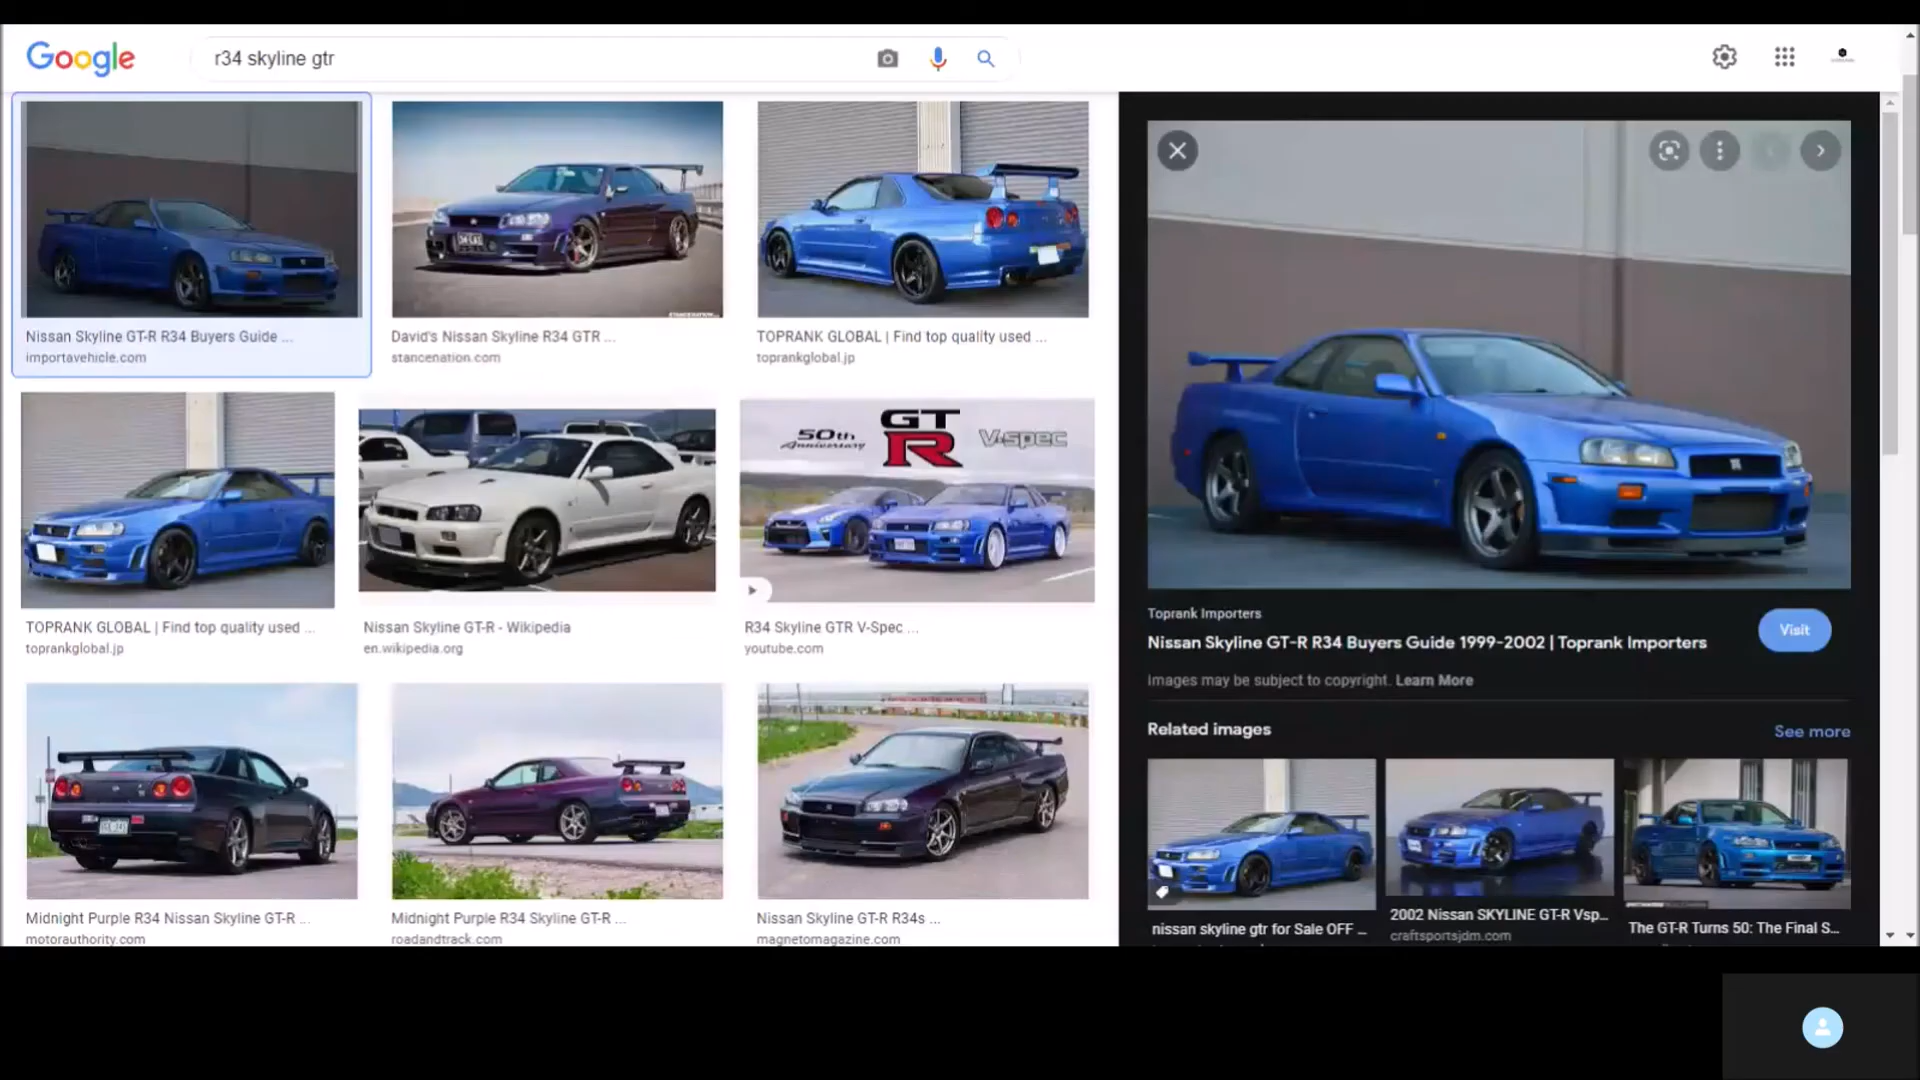 Google
r34 skyline gtr
Nissan Skyline GT-R R34 Buyers Guide ...
importavehicle.com
David's Nissan Skyline R34 GTR ...
stancenation.com
TOPRANK GLOBAL | Find top quality used ...
toprankglobal.jp
50th
Anniversary
GT
R
V·spec
TOPRANK GLOBAL | Find top quality used ...
toprankglobal.jp
Nissan Skyline GT-R - Wikipedia
en.wikipedia.org
R34 Skyline GTR V-Spec ...
youtube.com
Midnight Purple R34 Nissan Skyline GT-R ...
motorauthority.com
Midnight Purple R34 Skyline GT-R ...
roadandtrack.com
Nissan Skyline GT-R R34s ...
magnetomagazine.com
Toprank Importers
Nissan Skyline GT-R R34 Buyers Guide 1999-2002 | Toprank Importers
Visit
Images may be subject to copyright. Learn More
Related images
See more
nissan skyline gtr for Sale OFF ...
2002 Nissan SKYLINE GT-R Vsp...
craftsportsjdm.com
The GT-R Turns 50: The Final S...